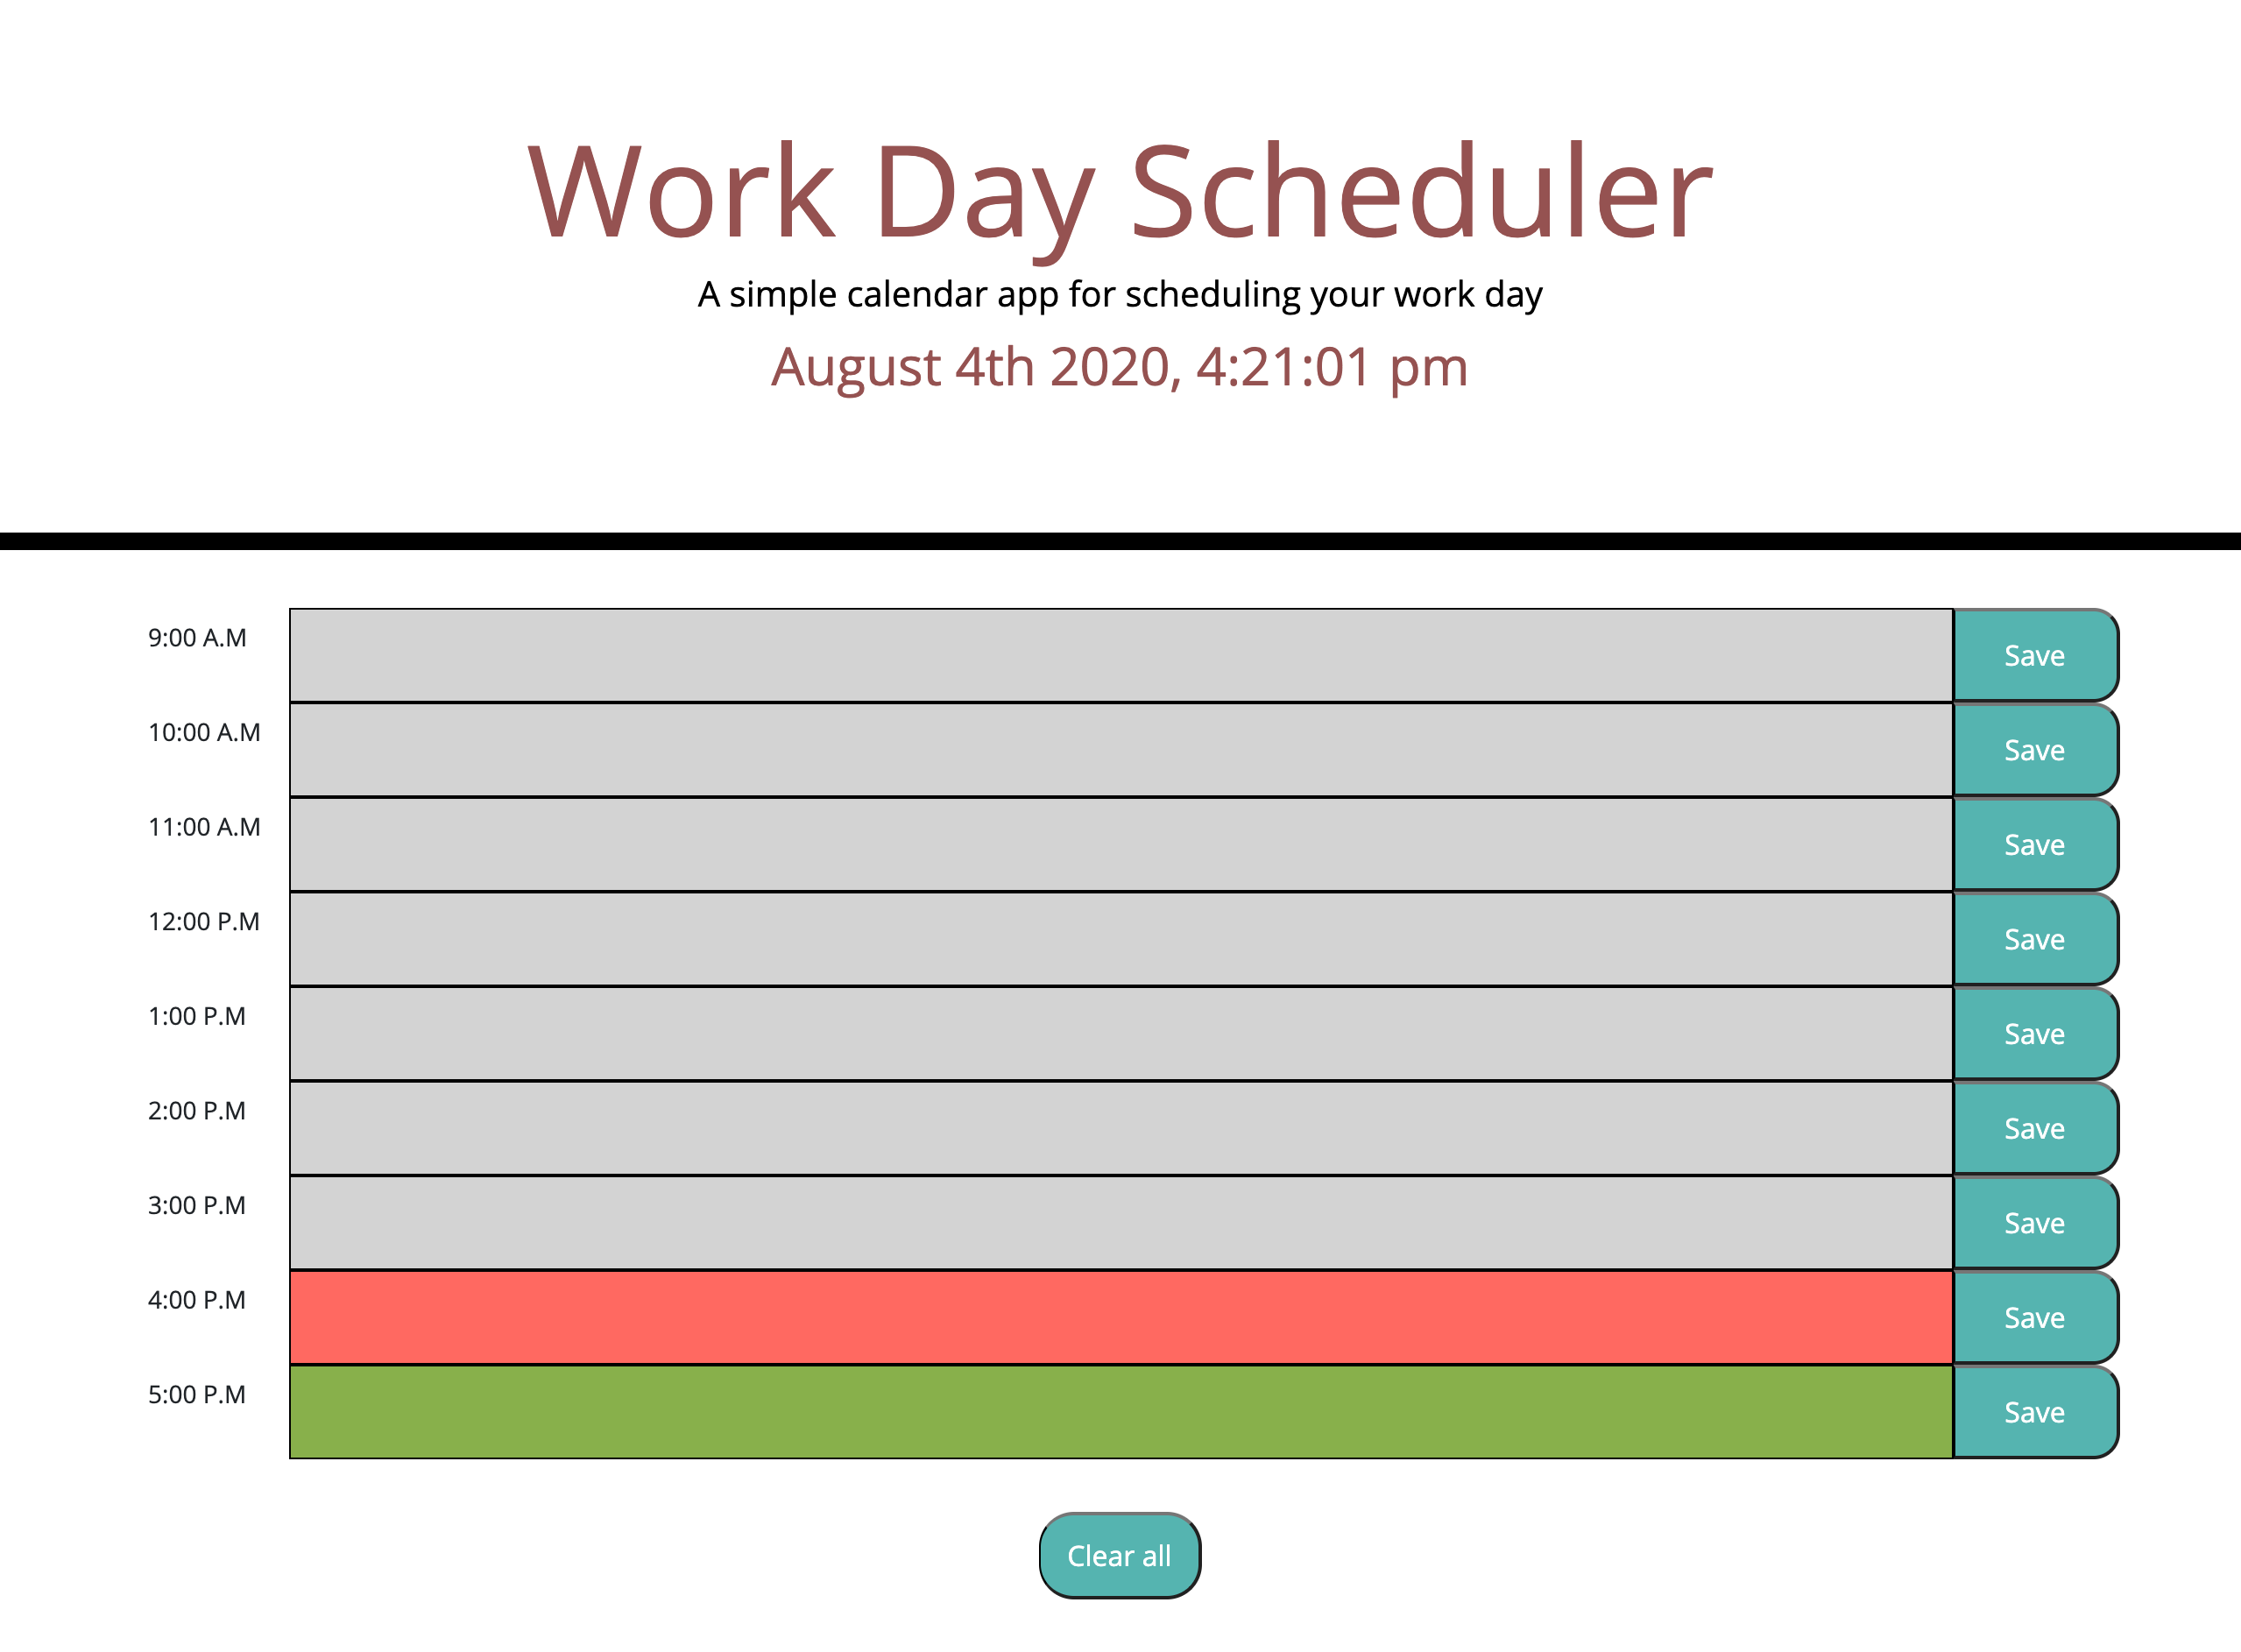 Work Day Scheduler
A simple calendar app for scheduling your work day
August 4th 2020, 4:21:01 pm
9:00 A.M Save
10:00 A.M Save
11:00 A.M Save
12:00 P.M Save
1:00 P.M Save
2:00 P.M Save
3:00 P.M Save
4:00 P.M Save
5:00 P.M Save
Clear all